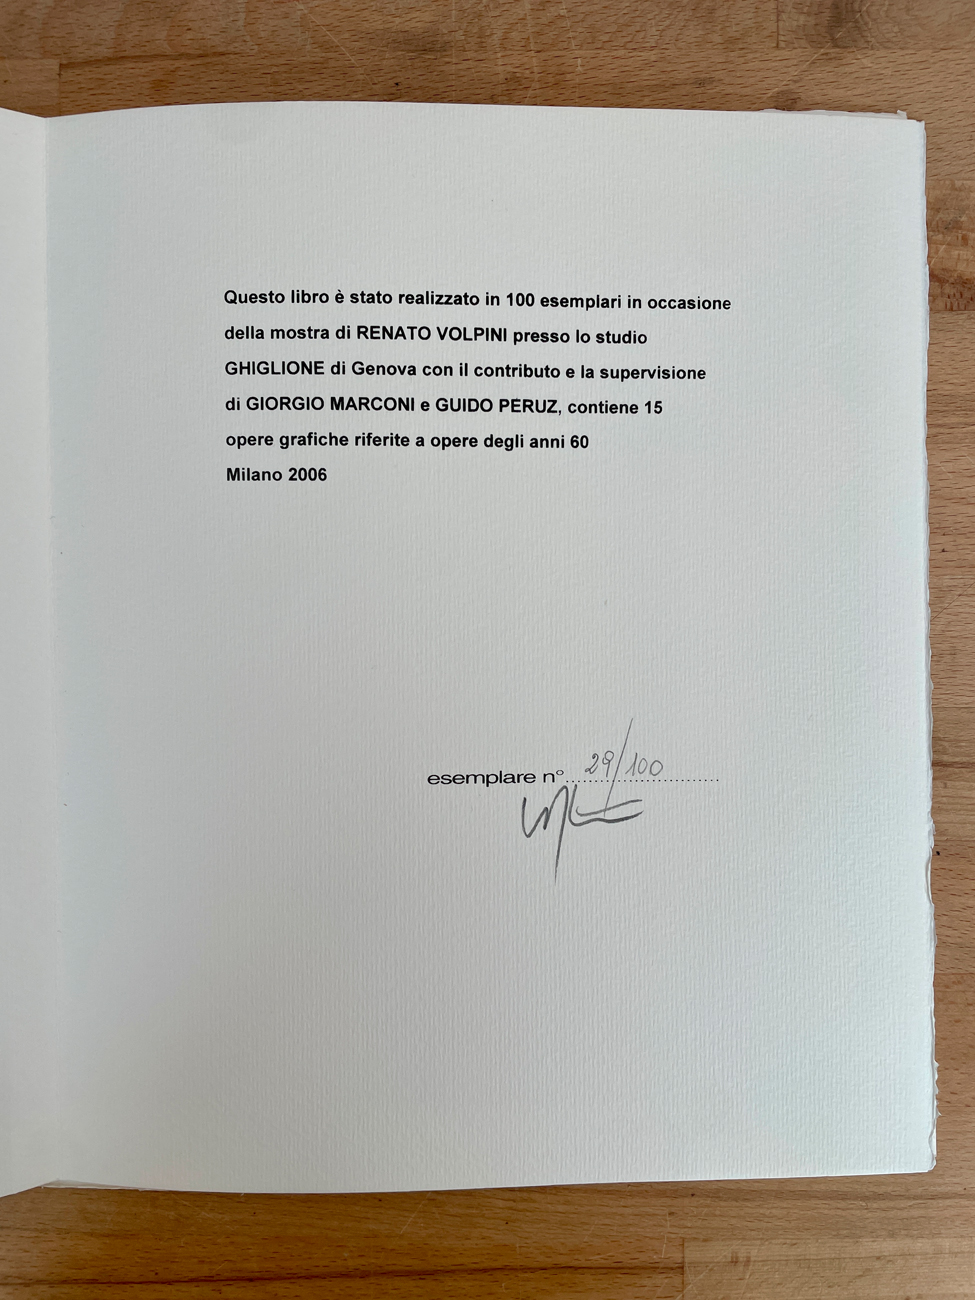 Questo libro è stato realizzato in 100 esemplari in occasione
della mostra di RENATO VOLPINI presso lo studio
GHIGLIONE di Genova con il contributo e la supervisione
di GIORGIO MARCONI e GUIDO PERUZ, contiene 15
opere grafiche riferite a opere degli anni 60
Milano 2006
esemplare n° 29/100